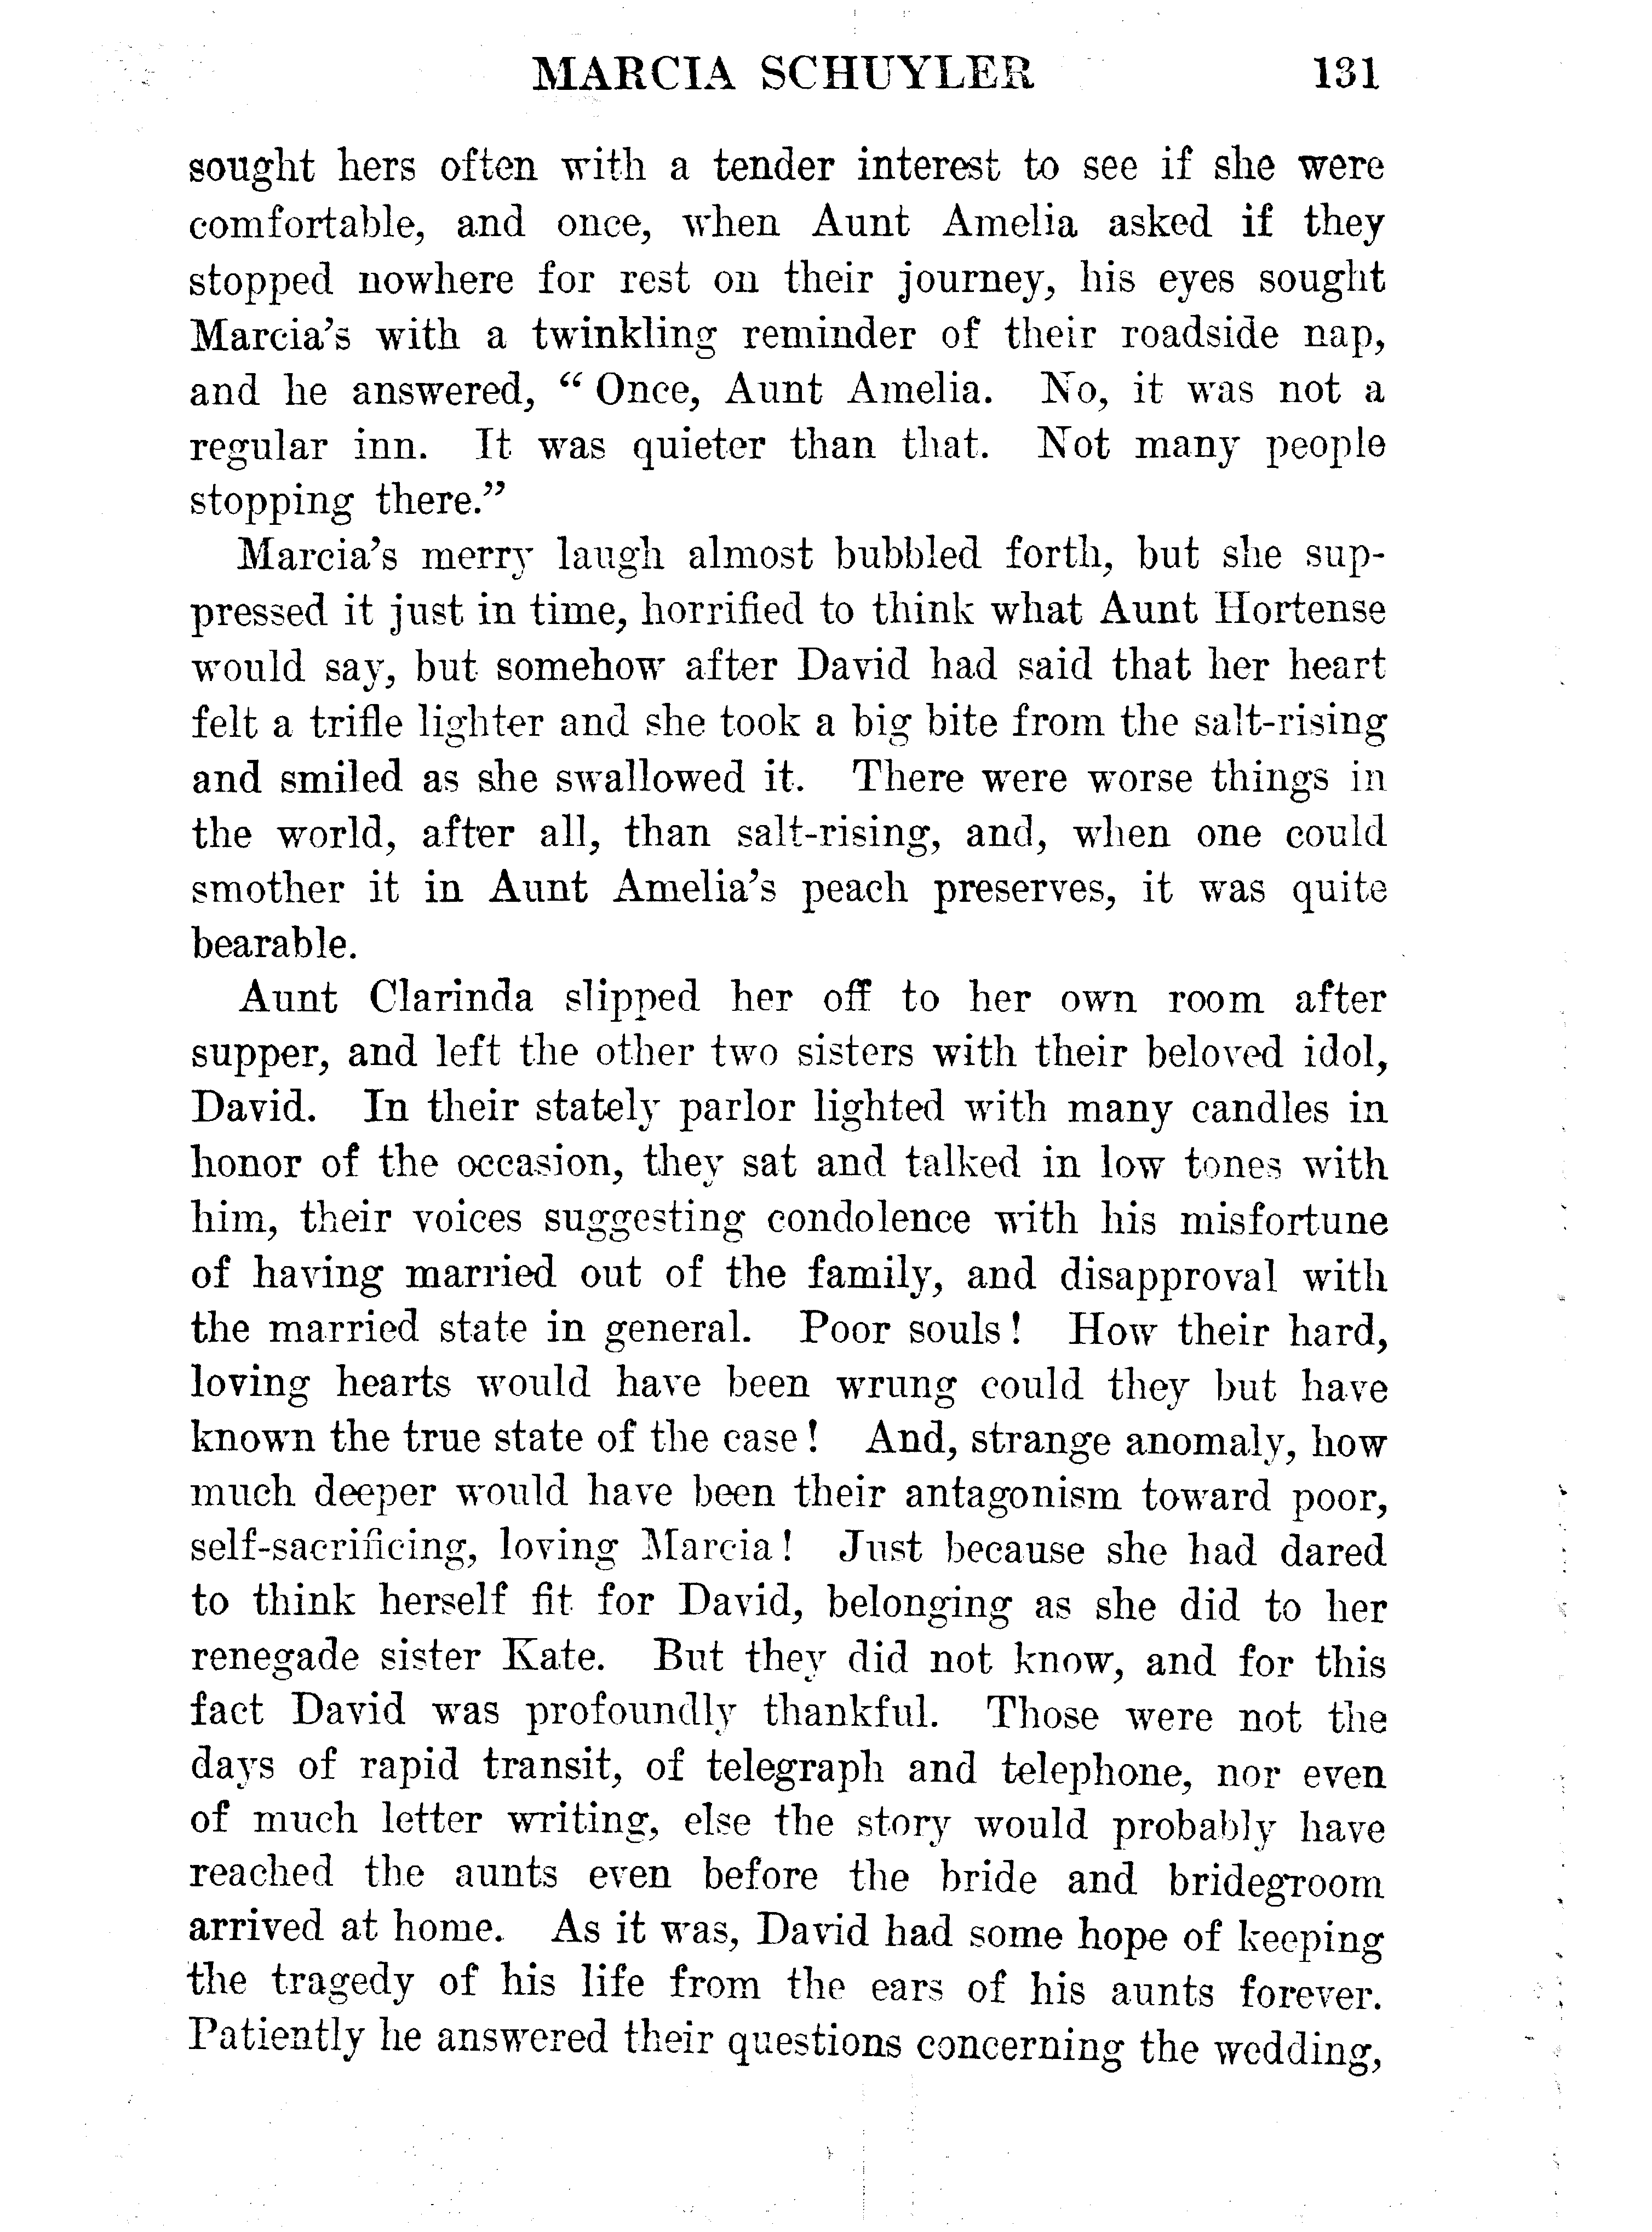 MARCIA SCHUYLER 131
sought hers often with a tender interest to see if she were
comfortable, and once, when Aunt Amelia asked if they
stopped nowhere for rest on their journey, his eyes sought
Marcia's with a twinkling reminder of their roadside nap,
and he answered, “ Once, Aunt Amelia. No, it was not a
regular inn. It was quieter than that. Not many people
stopping there.”
Marcia's merry laugh almost bubbled forth, but she sup-
pressed it just in time, horrified to think what Aunt Hortense
would say, but somehow after David had said that her heart
felt a trifle lighter and she took a big bite from the salt-rising
and smiled as she swallowed it. There were worse things in
the world, after all, than salt-rising, and, when one could
smother it in Aunt Amelia's peach preserves, it was quite
bearable.
Aunt Clarinda slipped her off to her own room after
supper, and left the other two sisters with their beloved idol,
David. In their stately parlor lighted with many candles in
honor of the occasion, they sat and talked in low tones with
him, their voices suggesting condolence with his misfortune
of having married out of the family, and disapproval with
the married state in general. Poor souls! How their hard,
loving hearts would have been wrung could they but have
known the true state of the case! And, strange anomaly, how
much deeper would have been their antagonism toward poor,
self-sacrificing, loving Marcia! Just because she had dared
to think herself fit for David, belonging as she did to her
renegade sister Kate. But they did not know, and for this
fact David was profoundly thankful. Those were not the
days of rapid transit, of telegraph and telephone, nor even
of much letter writing, else the story would probably have
reached the aunts even before the bride and bridegroom
arrived at home. As it was, David had some hope of keeping
the tragedy of his life from the ears of his aunts forever.
Patiently he answered their questions concerning the wedding,